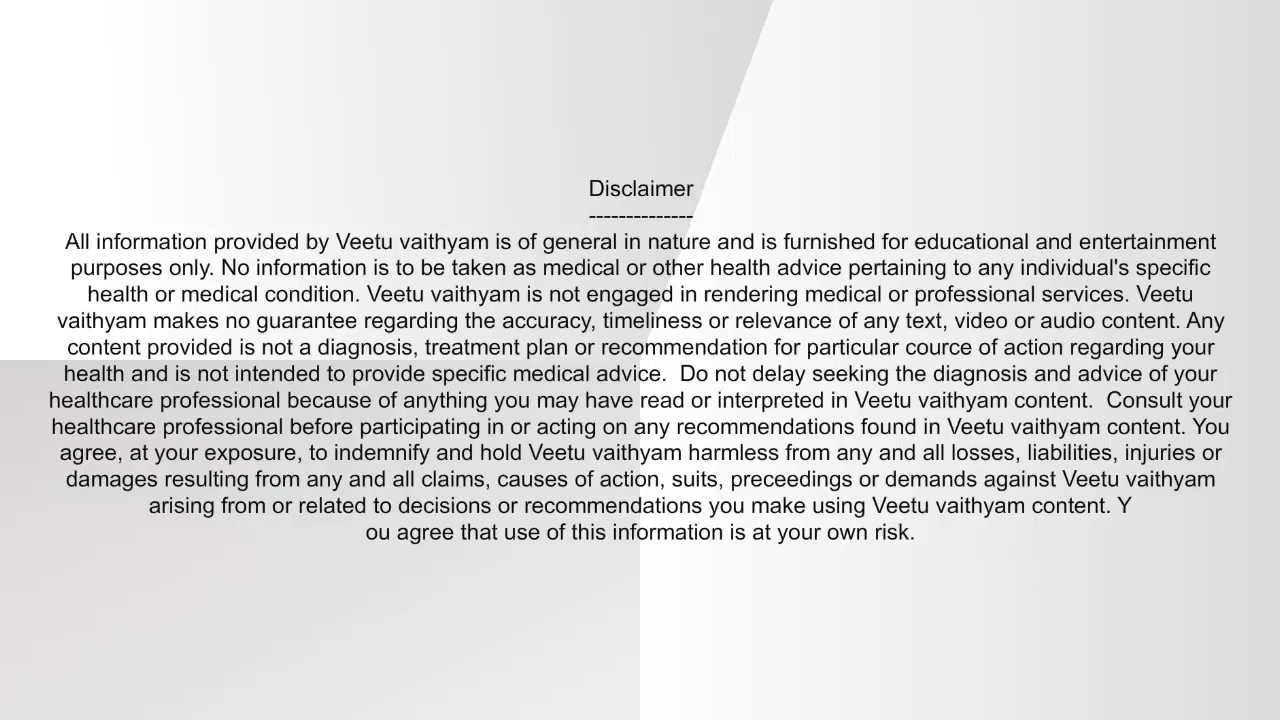 Disclaimer
--------------
All information provided by Veetu vaithyam is of general in nature and is furnished for educational and entertainment
purposes only. No information is to be taken as medical or other health advice pertaining to any individual's specific
health or medical condition. Veetu vaithyam is not engaged in rendering medical or professional services. Veetu
vaithyam makes no guarantee regarding the accuracy, timeliness or relevance of any text, video or audio content. Any
content provided is not a diagnosis, treatment plan or recommendation for particular cource of action regarding your
health and is not intended to provide specific medical advice.  Do not delay seeking the diagnosis and advice of your
healthcare professional because of anything you may have read or interpreted in Veetu vaithyam content.  Consult your
healthcare professional before participating in or acting on any recommendations found in Veetu vaithyam content. You
agree, at your exposure, to indemnify and hold Veetu vaithyam harmless from any and all losses, liabilities, injuries or
damages resulting from any and all claims, causes of action, suits, preceedings or demands against Veetu vaithyam
arising from or related to decisions or recommendations you make using Veetu vaithyam content. Y
ou agree that use of this information is at your own risk.